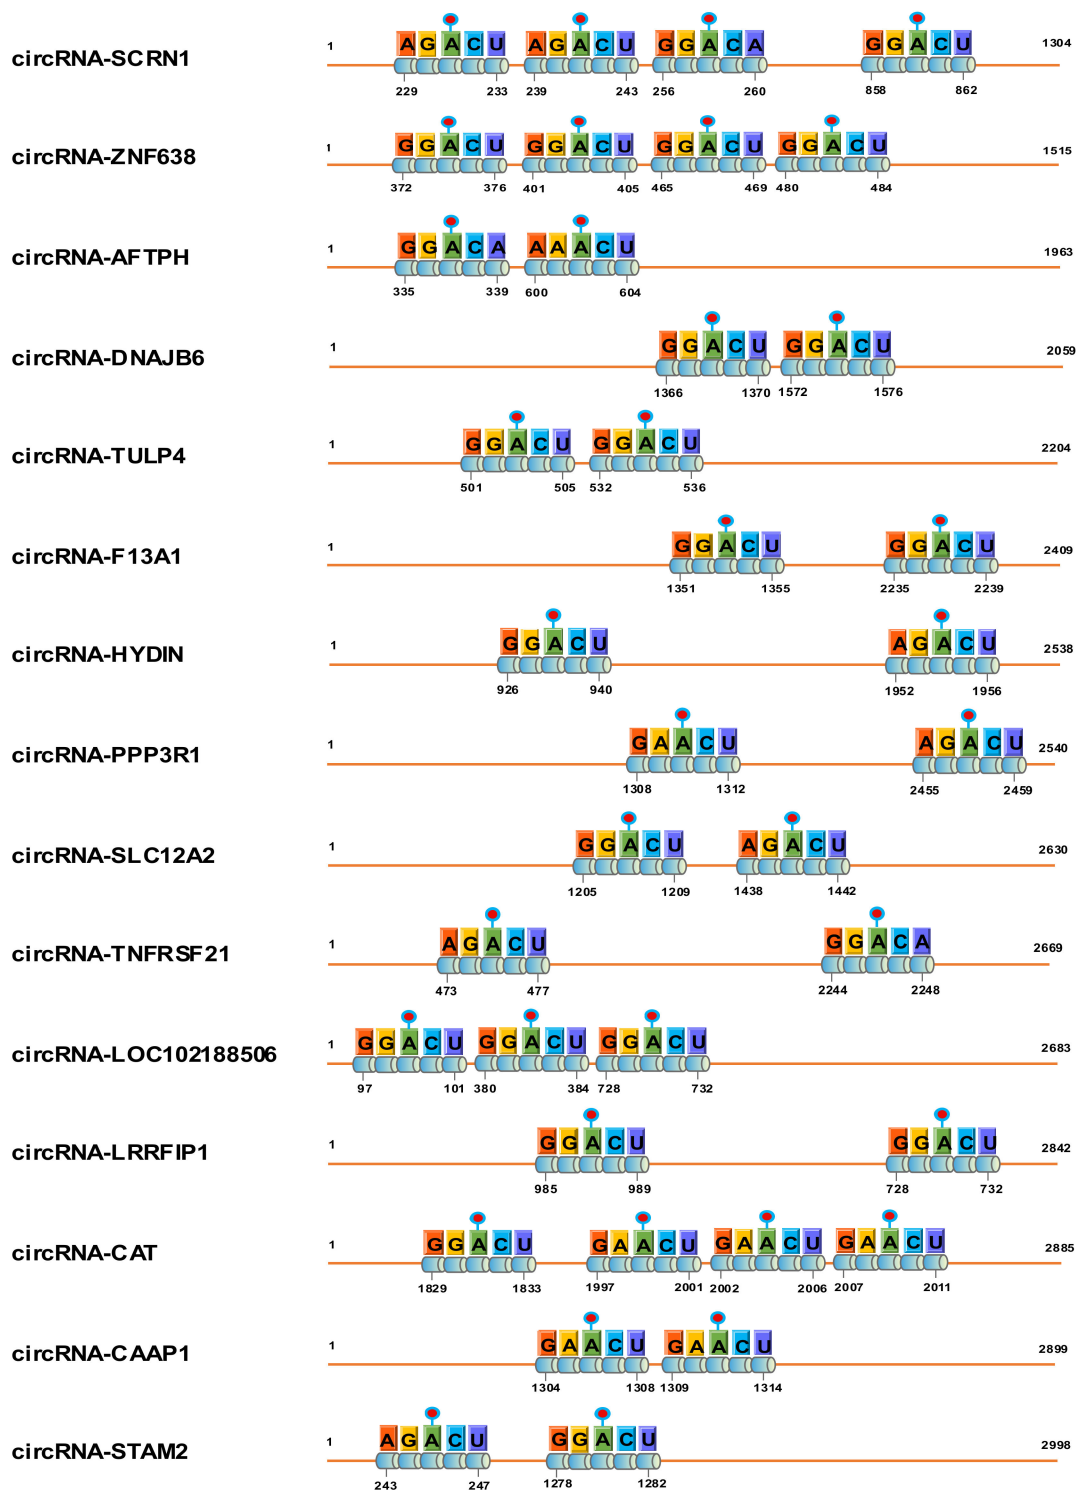 circRNA-SCRN1 1 AGACU AGACU GGACA GGACU 1304
229 233 239 243 256 260 858 862
circRNA-ZNF638 1 GGACU GGACU GGACU GGACU 1515
372 376 401 405 465 469 480 484
circRNA-AFTPH 1 GGACA AAACU 1963
335 339 600 604
circRNA-DNAJB6 1 GGACU GGACU 2059
1366 1370 1572 1576
circRNA-TULP4 1 GGACU GGACU 2204
501 505 532 536
circRNA-F13A1 1 GGACU GGACU 2409
1351 1355 2235 2239
circRNA-HYDIN 1 GGACU AGACU 2538
926 940 1952 1956
circRNA-PPP3R1 1 GAACU AGACU 2540
1308 1312 2455 2459
circRNA-SLC12A2 1 GGACU AGACU 2630
1205 1209 1438 1442
circRNA-TNFRSF21 1 AGACU GGACA 2669
473 477 2244 2248
circRNA-LOC102188506 1 GGACU GGACU GGACU 2683
97 101 380 384 728 732
circRNA-LRRFIP1 1 GGACU GGACU 2842
985 989 728 732
circRNA-CAT 1 GGACU GAACU GAACU GAACU 2885
1829 1833 1997 2001 2002 2006 2007 2011
circRNA-CAAP1 1 GAACU GAACU 2899
1304 1308 1309 1314
circRNA-STAM2 1 AGACU GGACU 2998
243 247 1278 1282